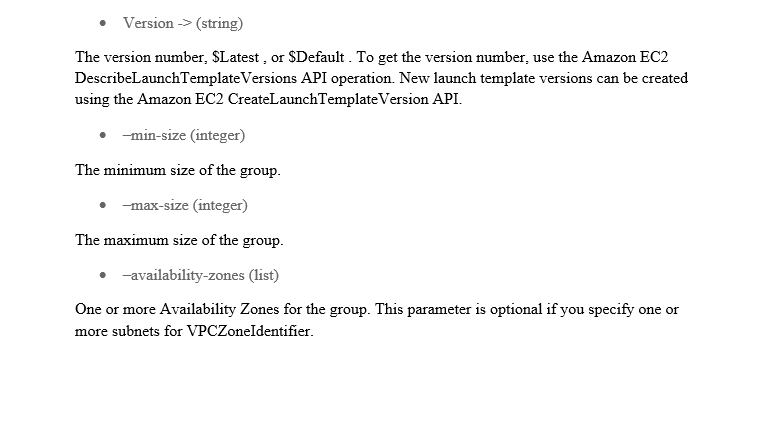 • Version -> (string)
The version number, $Latest , or $Default . To get the version number, use the Amazon EC2
DescribeLaunchTemplateVersions API operation. New launch template versions can be created
using the Amazon EC2 CreateLaunchTemplateVersion API.
• –min-size (integer)
The minimum size of the group.
• –max-size (integer)
The maximum size of the group.
• –availability-zones (list)
One or more Availability Zones for the group. This parameter is optional if you specify one or
more subnets for VPCZoneIdentifier.